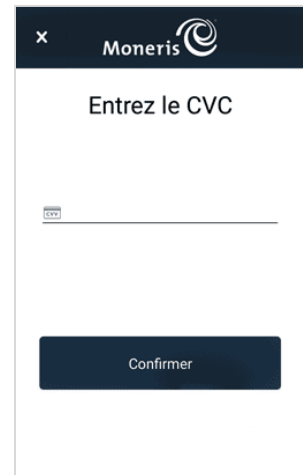 ×
Moneris
Entrez le CVC
CVV
Confirmer